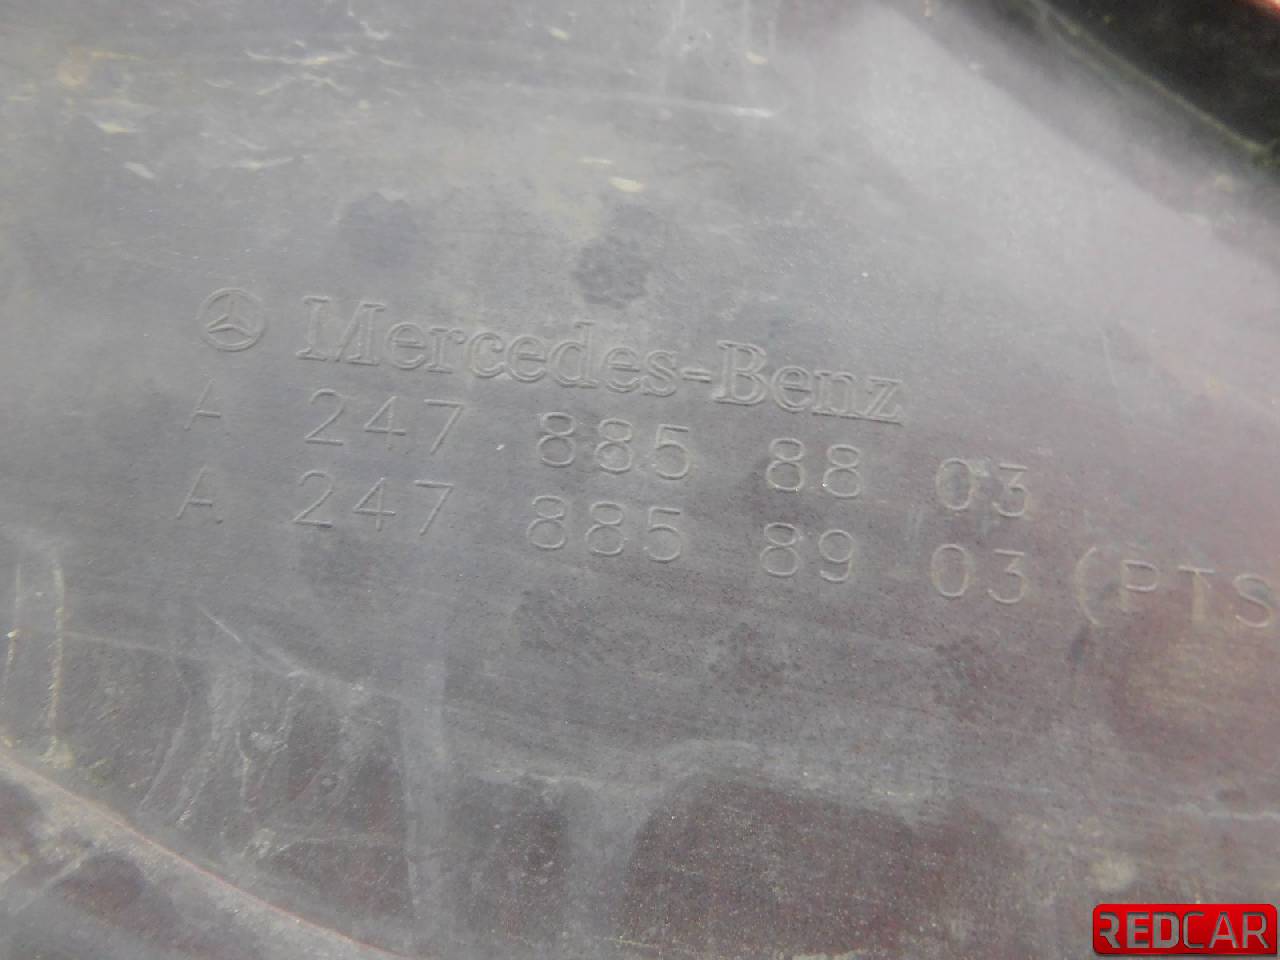 Mercedes-Benz
A 247 885 88 03
A 247 885 89 03 (PTS
REDCAR